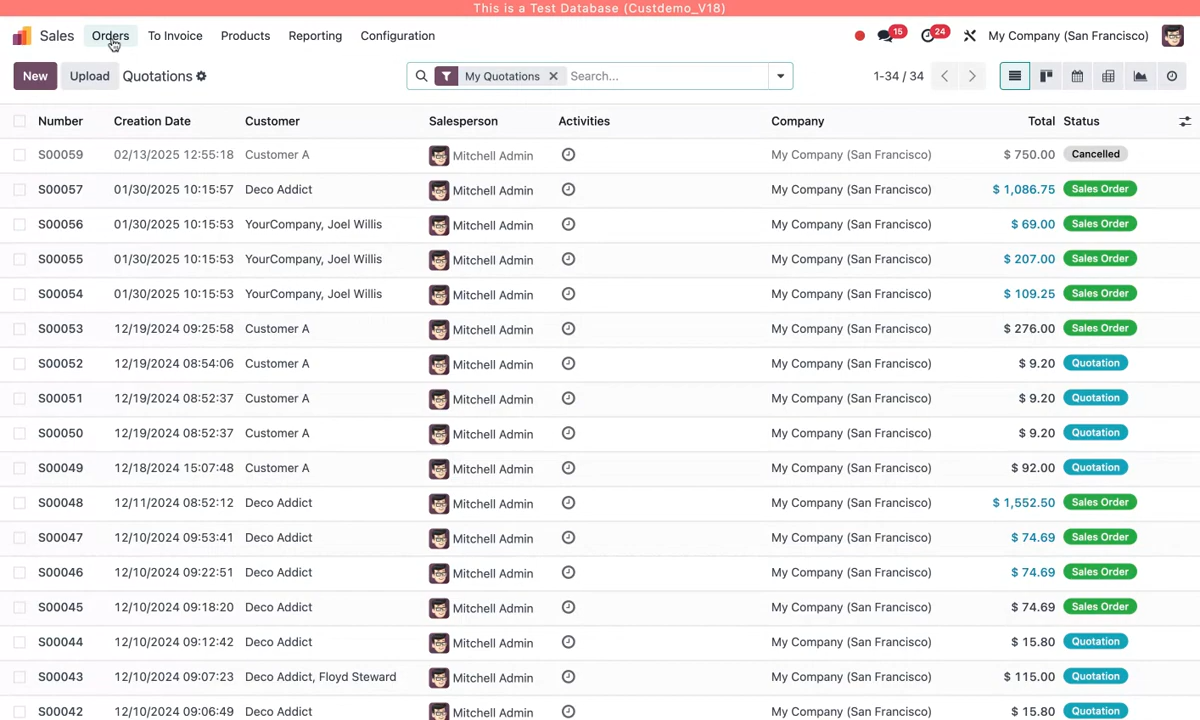 This is a Test Database (Custdemo_V18)
Sales Orders To Invoice Products Reporting Configuration 15 24 My Company (San Francisco)
New Upload Quotations My Quotations Search... 1-34 / 34
Number Creation Date Customer Salesperson Activities Company Total Status
S00059 02/13/2025 12:55:18 Customer A Mitchell Admin My Company (San Francisco) $ 750.00 Cancelled
S00057 01/30/2025 10:15:57 Deco Addict Mitchell Admin My Company (San Francisco) $ 1,086.75 Sales Order
S00056 01/30/2025 10:15:53 YourCompany, Joel Willis Mitchell Admin My Company (San Francisco) $ 69.00 Sales Order
S00055 01/30/2025 10:15:53 YourCompany, Joel Willis Mitchell Admin My Company (San Francisco) $ 207.00 Sales Order
S00054 01/30/2025 10:15:53 YourCompany, Joel Willis Mitchell Admin My Company (San Francisco) $ 109.25 Sales Order
S00053 12/19/2024 09:25:58 Customer A Mitchell Admin My Company (San Francisco) $ 276.00 Sales Order
S00052 12/19/2024 08:54:06 Customer A Mitchell Admin My Company (San Francisco) $ 9.20 Quotation
S00051 12/19/2024 08:52:37 Customer A Mitchell Admin My Company (San Francisco) $ 9.20 Quotation
S00050 12/19/2024 08:52:37 Customer A Mitchell Admin My Company (San Francisco) $ 9.20 Quotation
S00049 12/18/2024 15:07:48 Customer A Mitchell Admin My Company (San Francisco) $ 92.00 Quotation
S00048 12/11/2024 08:52:12 Deco Addict Mitchell Admin My Company (San Francisco) $ 1,552.50 Sales Order
S00047 12/10/2024 09:53:41 Deco Addict Mitchell Admin My Company (San Francisco) $ 74.69 Sales Order
S00046 12/10/2024 09:22:51 Deco Addict Mitchell Admin My Company (San Francisco) $ 74.69 Sales Order
S00045 12/10/2024 09:18:20 Deco Addict Mitchell Admin My Company (San Francisco) $ 74.69 Sales Order
S00044 12/10/2024 09:12:42 Deco Addict Mitchell Admin My Company (San Francisco) $ 15.80 Quotation
S00043 12/10/2024 09:07:23 Deco Addict, Floyd Steward Mitchell Admin My Company (San Francisco) $ 115.00 Quotation
S00042 12/10/2024 09:06:49 Deco Addict Mitchell Admin My Company (San Francisco) $ 15.80 Quotation